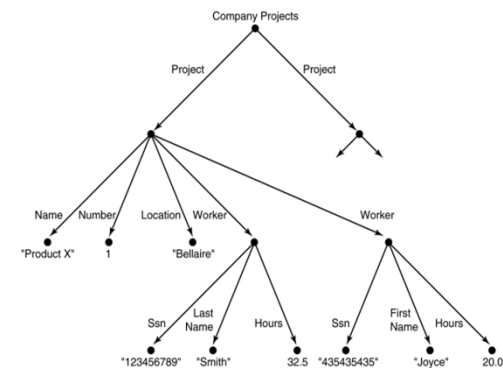 Company Projects
Project Project
Name Number Location Worker Worker
"Product X" 1 "Bellaire"
Ssn Last Name Hours Ssn First Name Hours
"123456789" "Smith" 32.5 "435435435" "Joyce" 20.0